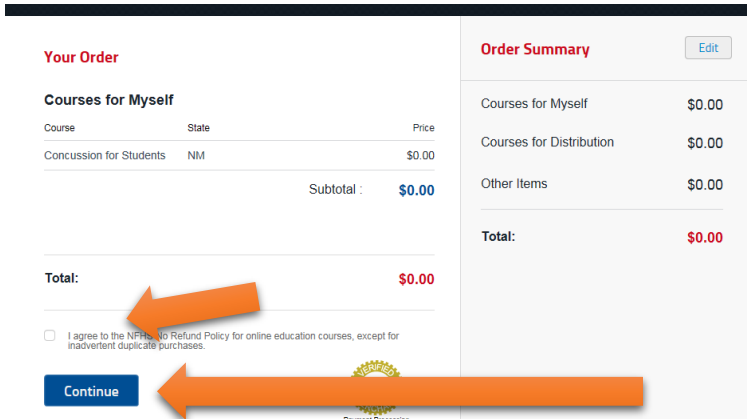 Your Order
Courses for Myself
Course State Price
Concussion for Students NM $0.00
Subtotal : $0.00
Total: $0.00
I agree to the NFHS No Refund Policy for online education courses, except for
inadvertent duplicate purchases.
Continue
VERIFIED
Order Summary Edit
Courses for Myself $0.00
Courses for Distribution $0.00
Other Items $0.00
Total: $0.00